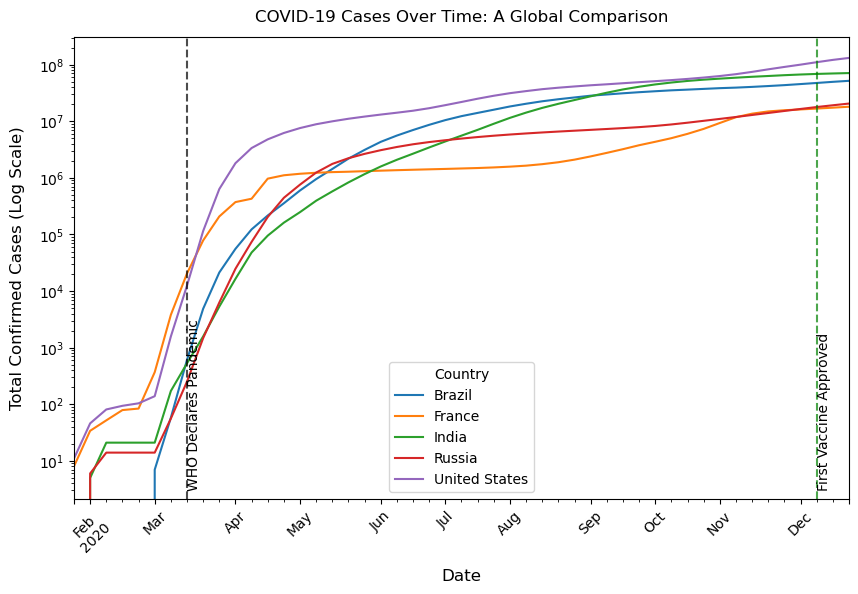 COVID-19 Cases Over Time: A Global Comparison
Total Confirmed Cases (Log Scale)
10⁸
10⁷
10⁶
10⁵
10⁴
10³
10²
10¹
WHO Declares Pandemic
First Vaccine Approved
Country
Brazil
France
India
Russia
United States
Feb
2020
Mar
Apr
May
Jun
Jul
Aug
Sep
Oct
Nov
Dec
Date